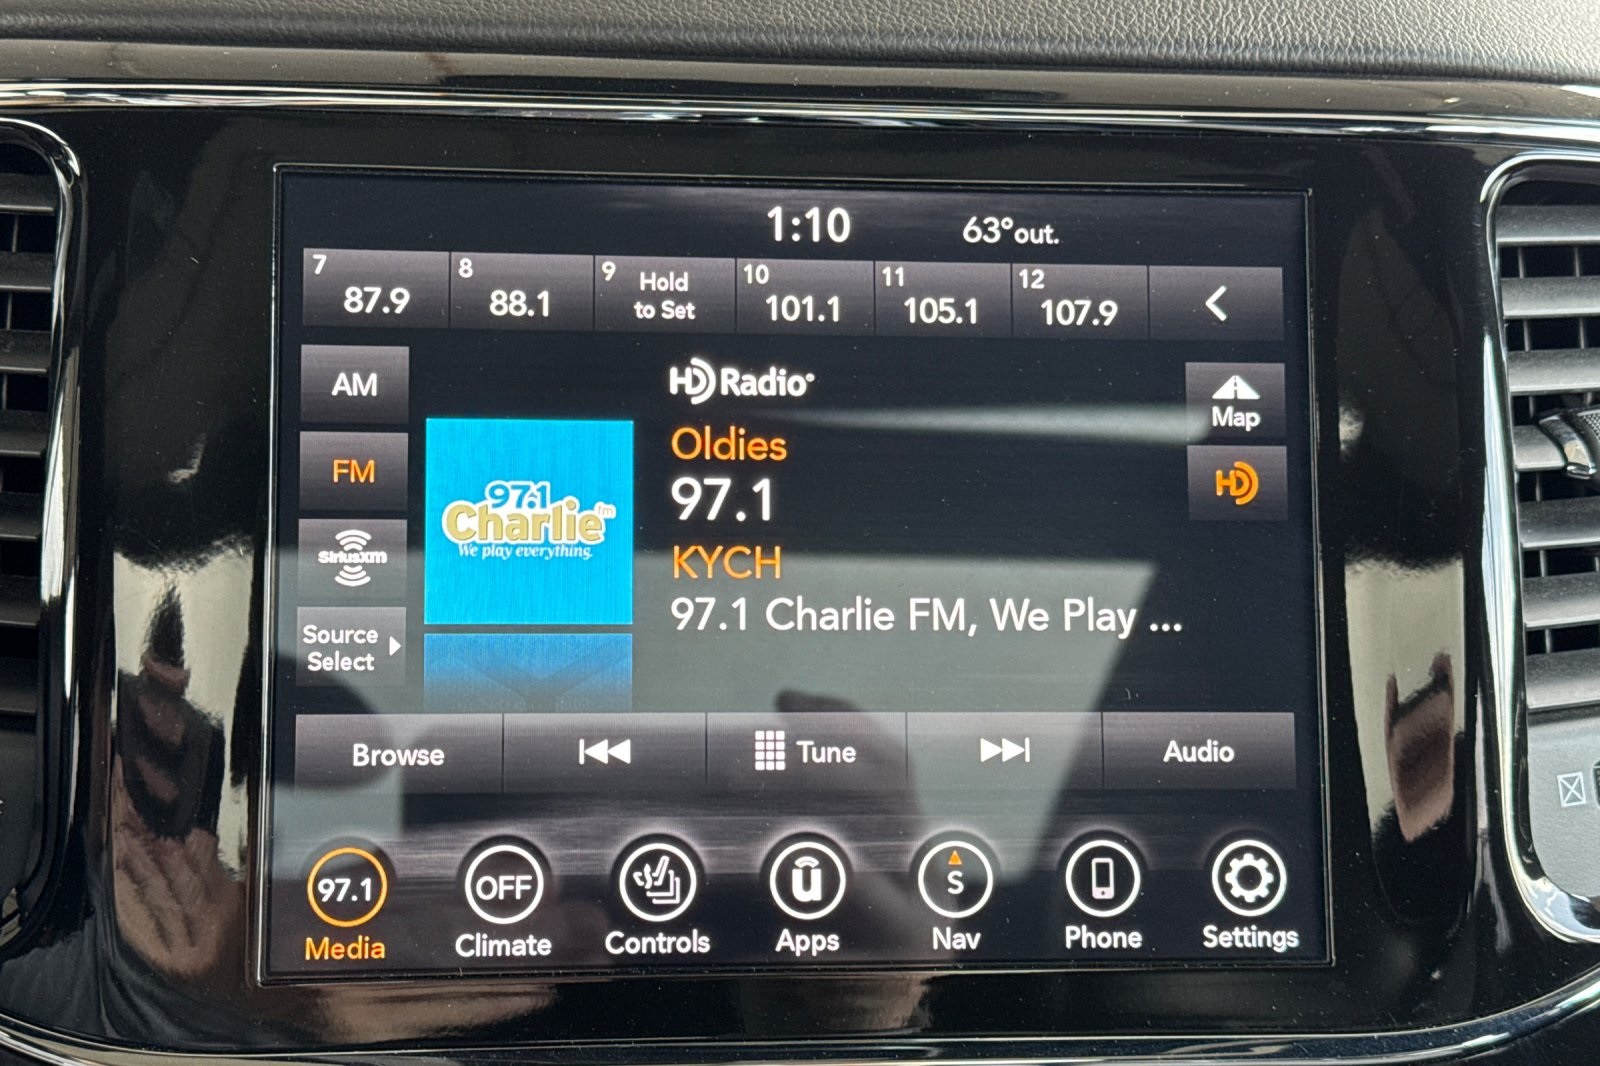 1:10 63°out.
7 87.9
8 88.1
9 Hold
to Set
10 101.1
11 105.1
12 107.9
AM
FM
SiriusXM
Source
Select
97.1
Charlie™
We play everything.
HD Radio®
Oldies
97.1
KYCH
97.1 Charlie FM, We Play ...
Map
HD
Browse
Tune
Audio
97.1
Media
OFF
Climate
Controls
u
Apps
S
Nav
Phone
Settings